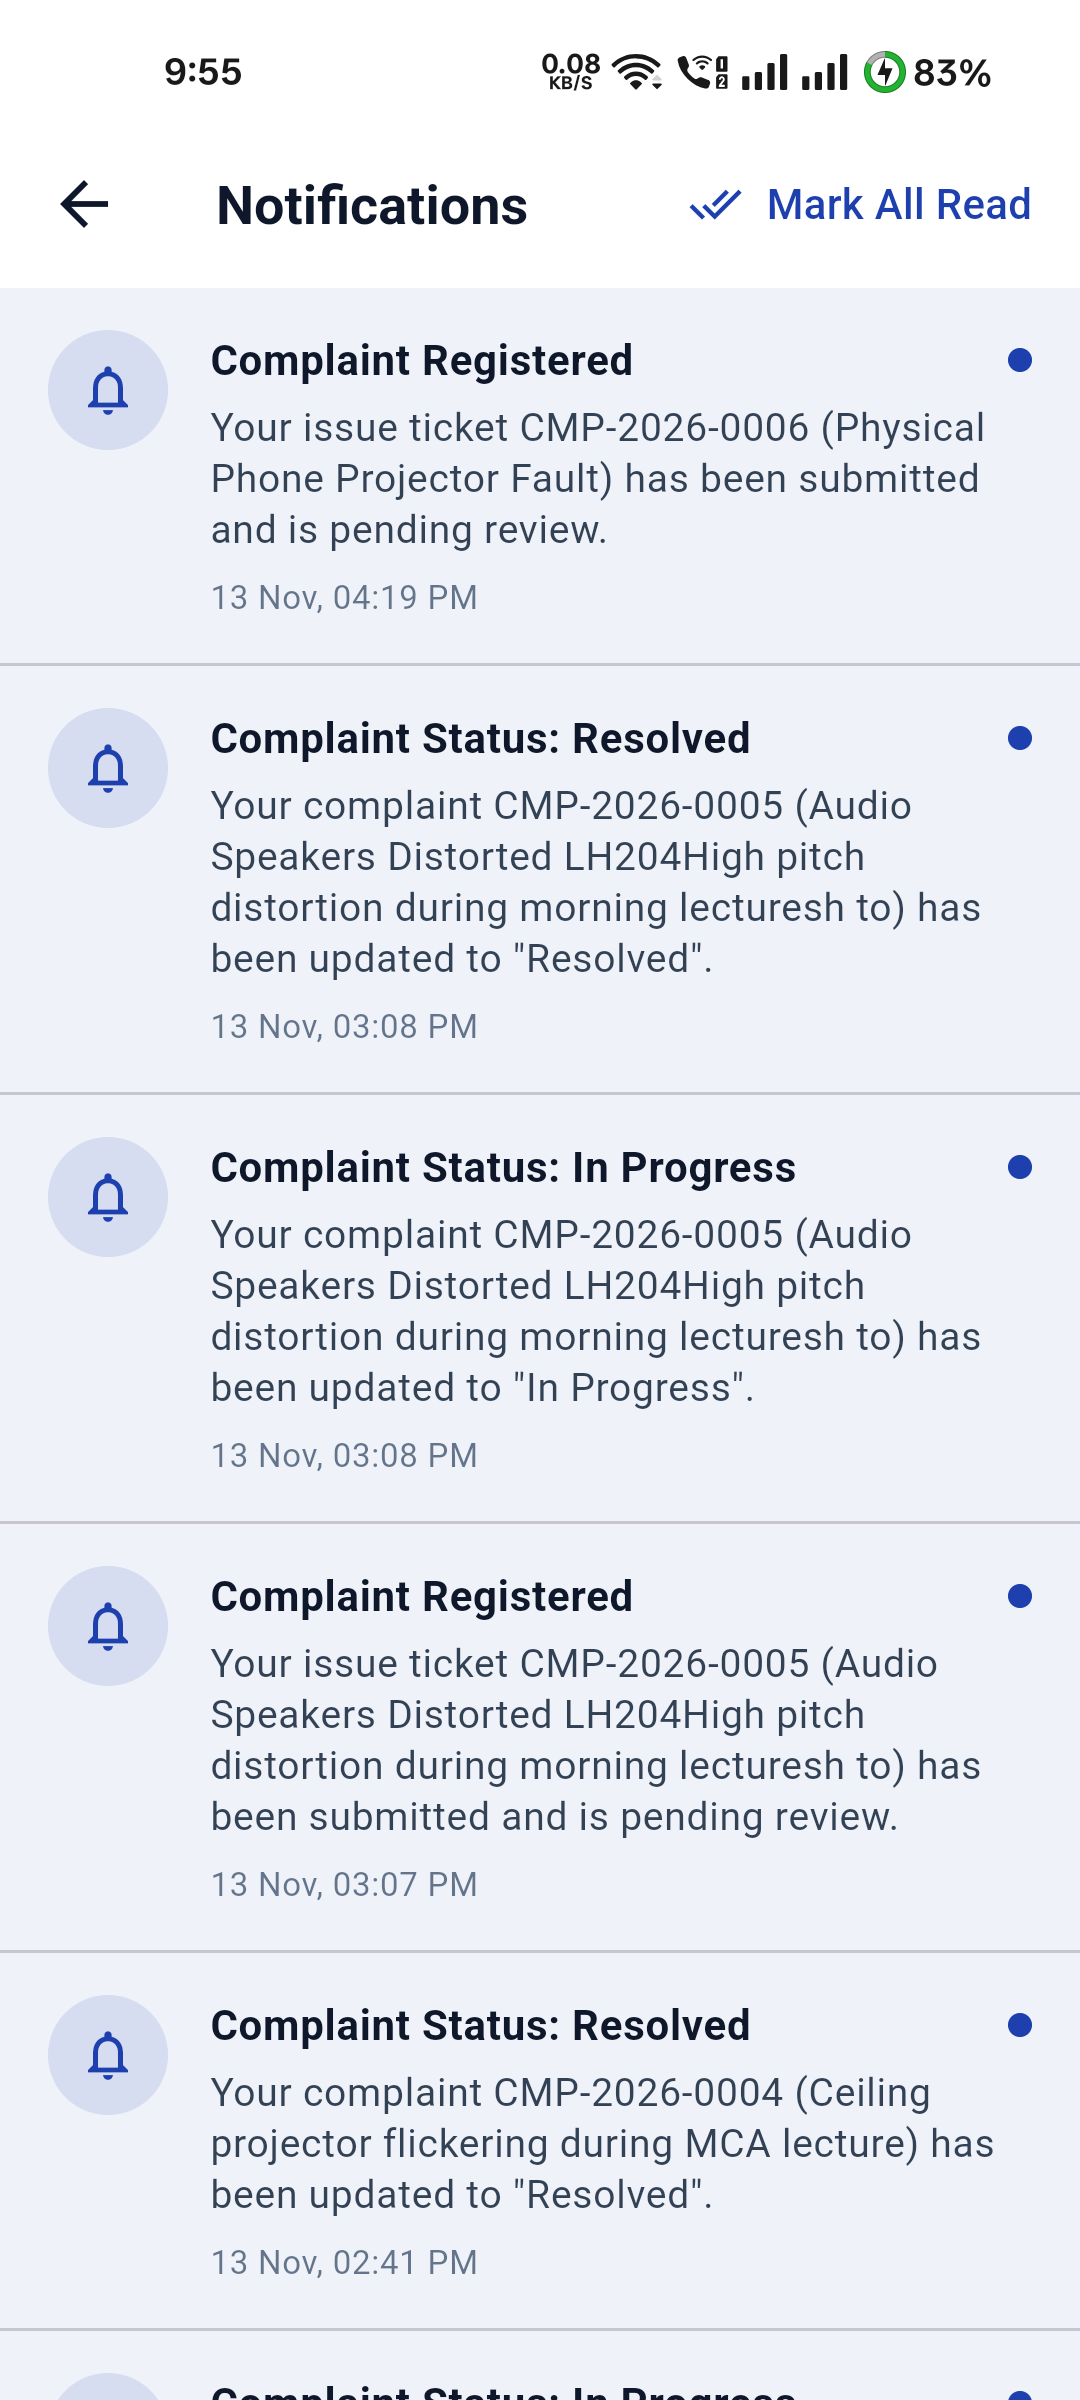 9:55
0.08
KB/S
1
2
83%
Notifications
Mark All Read
Complaint Registered
Your issue ticket CMP-2026-0006 (Physical
Phone Projector Fault) has been submitted
and is pending review.
13 Nov, 04:19 PM
Complaint Status: Resolved
Your complaint CMP-2026-0005 (Audio
Speakers Distorted LH204High pitch
distortion during morning lecturesh to) has
been updated to "Resolved".
13 Nov, 03:08 PM
Complaint Status: In Progress
Your complaint CMP-2026-0005 (Audio
Speakers Distorted LH204High pitch
distortion during morning lecturesh to) has
been updated to "In Progress".
13 Nov, 03:08 PM
Complaint Registered
Your issue ticket CMP-2026-0005 (Audio
Speakers Distorted LH204High pitch
distortion during morning lecturesh to) has
been submitted and is pending review.
13 Nov, 03:07 PM
Complaint Status: Resolved
Your complaint CMP-2026-0004 (Ceiling
projector flickering during MCA lecture) has
been updated to "Resolved".
13 Nov, 02:41 PM
Complaint Status: In Progress